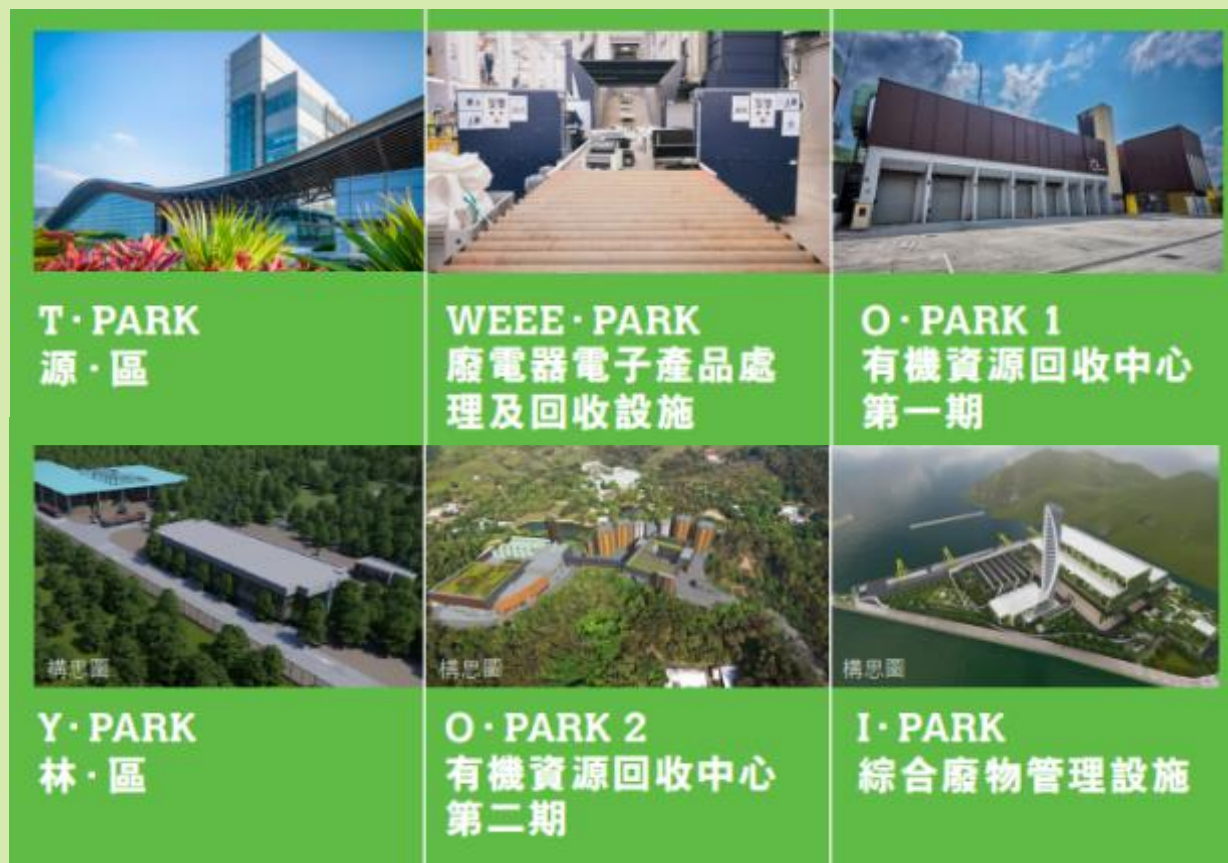 T·PARK
源·區
WEEE·PARK
廢電器電子產品處
理及回收設施
O·PARK 1
有機資源回收中心
第一期
構思圖
Y·PARK
林·區
構思圖
O·PARK 2
有機資源回收中心
第二期
構思圖
I·PARK
綜合廢物管理設施